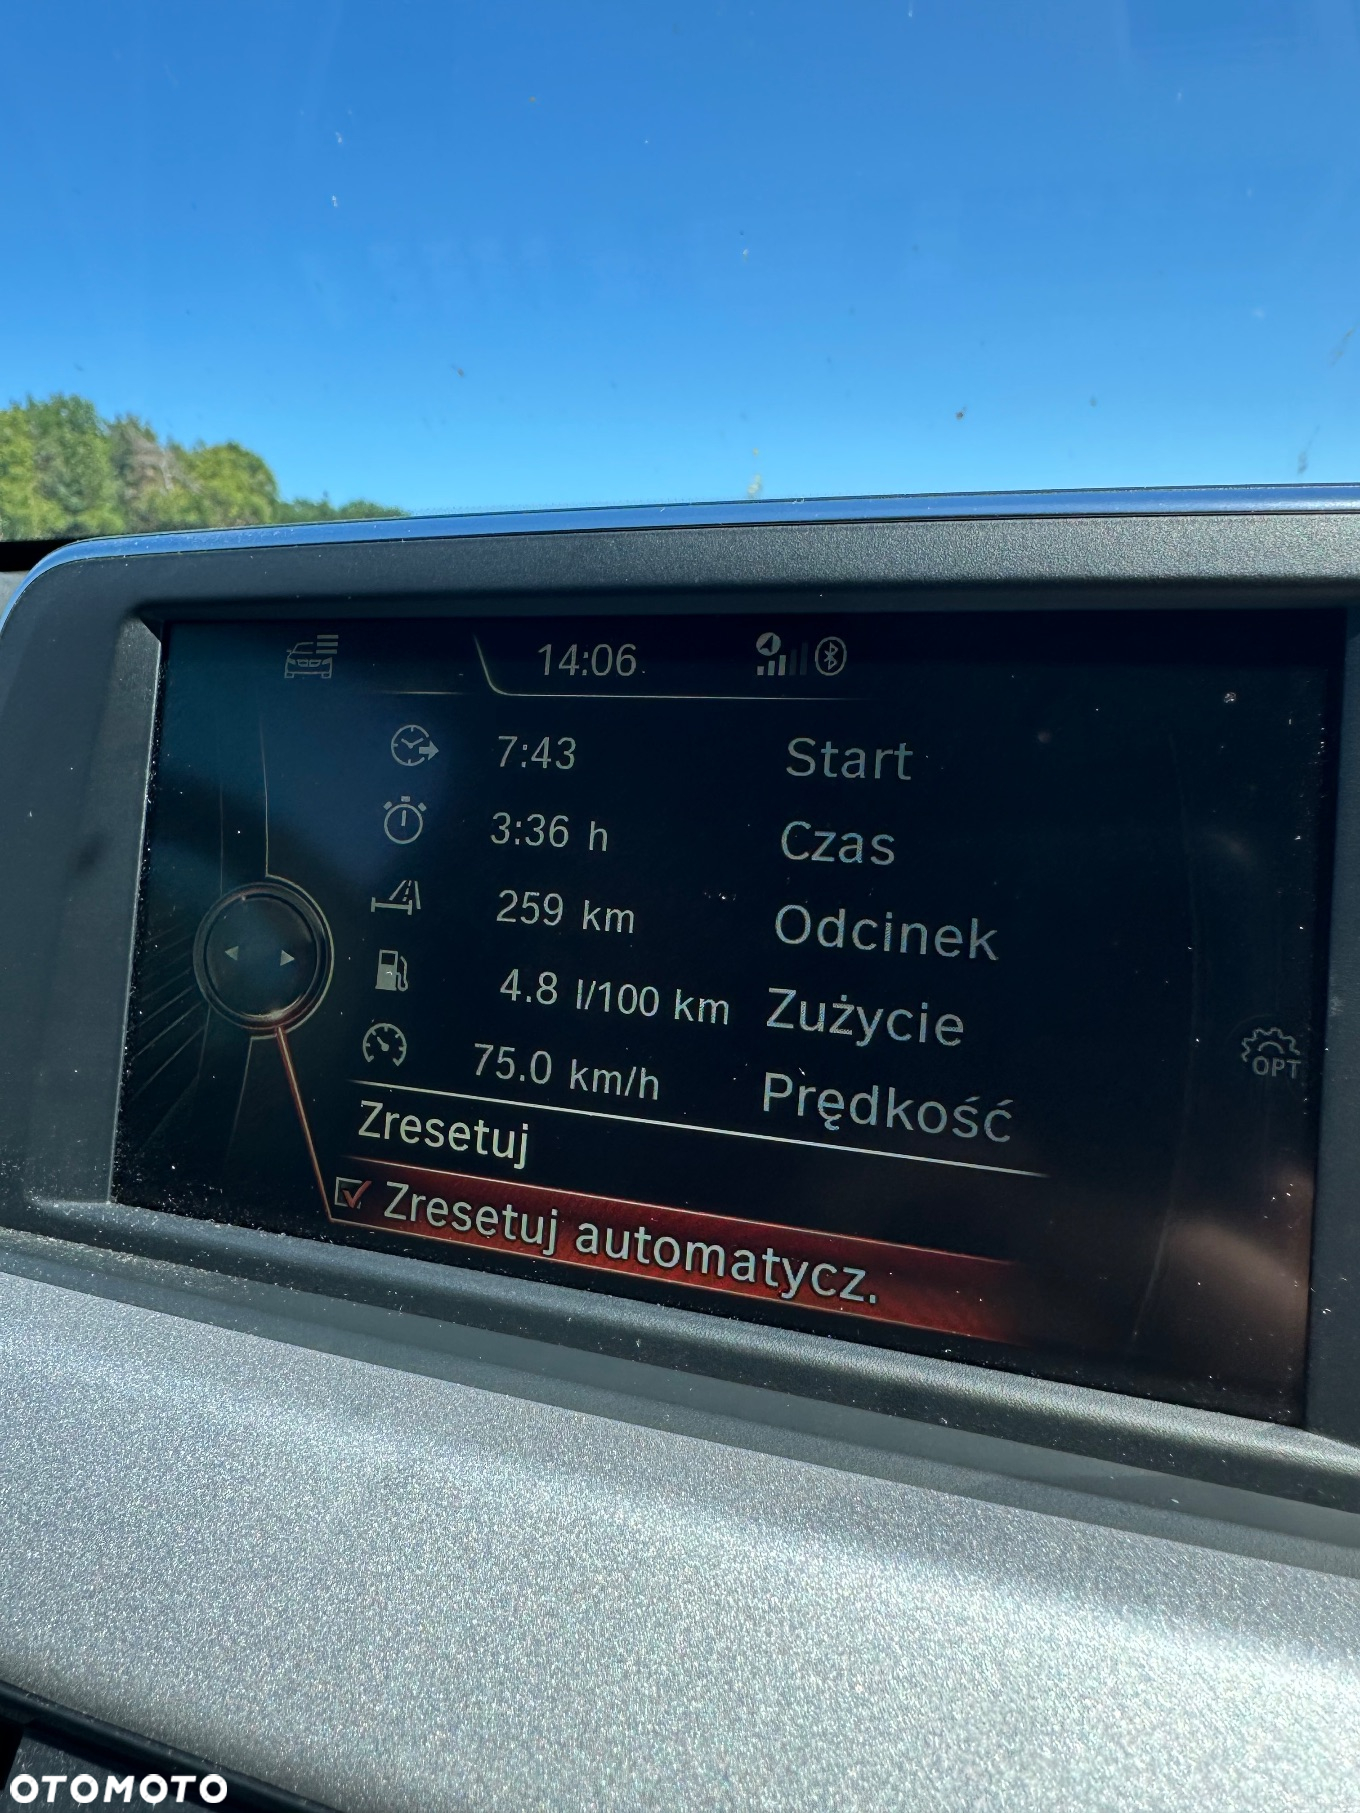 14:06
7:43 Start
3:36 h Czas
259 km Odcinek
4.8 l/100 km Zużycie
75.0 km/h Prędkość
OPT
Zresetuj
Zresetuj automatycz.
OTOMOTO